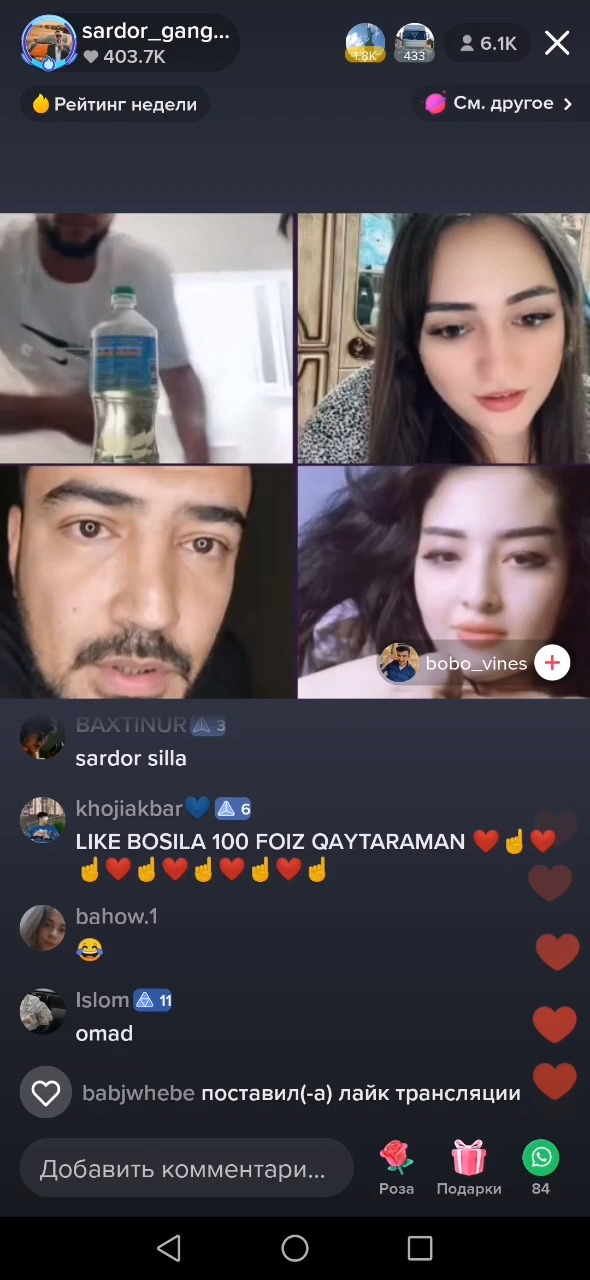 sardor_gang...
403.7K
1.8K
433
6.1K
Рейтинг недели
См. другое
bobo_vines
BAXTINUR 3
sardor silla
khojiakbar💙 6
LIKE BOSILA 100 FOIZ QAYTARAMAN ❤️☝️❤️
☝️❤️☝️❤️☝️❤️☝️❤️☝️
bahow.1
😂
Islom 11
omad
babjwhebe поставил(-а) лайк трансляции
Добавить комментари...
Роза
Подарки
84